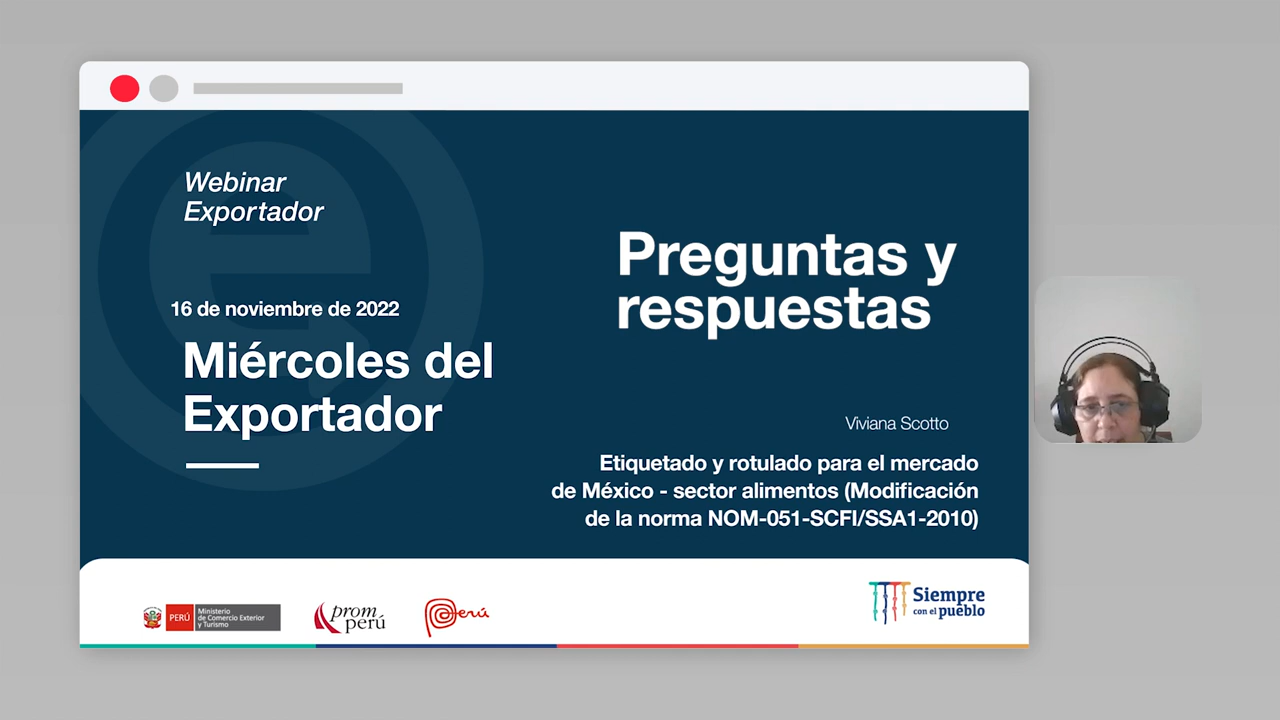 Webinar
Exportador
16 de noviembre de 2022
Miércoles del
Exportador
Preguntas y
respuestas
Viviana Scotto
Etiquetado y rotulado para el mercado
de México - sector alimentos (Modificación
de la norma NOM-051-SCFI/SSA1-2010)
PERÚ
Ministerio
de Comercio Exterior
y Turismo
prom
perú
Perú
Siempre
con el pueblo